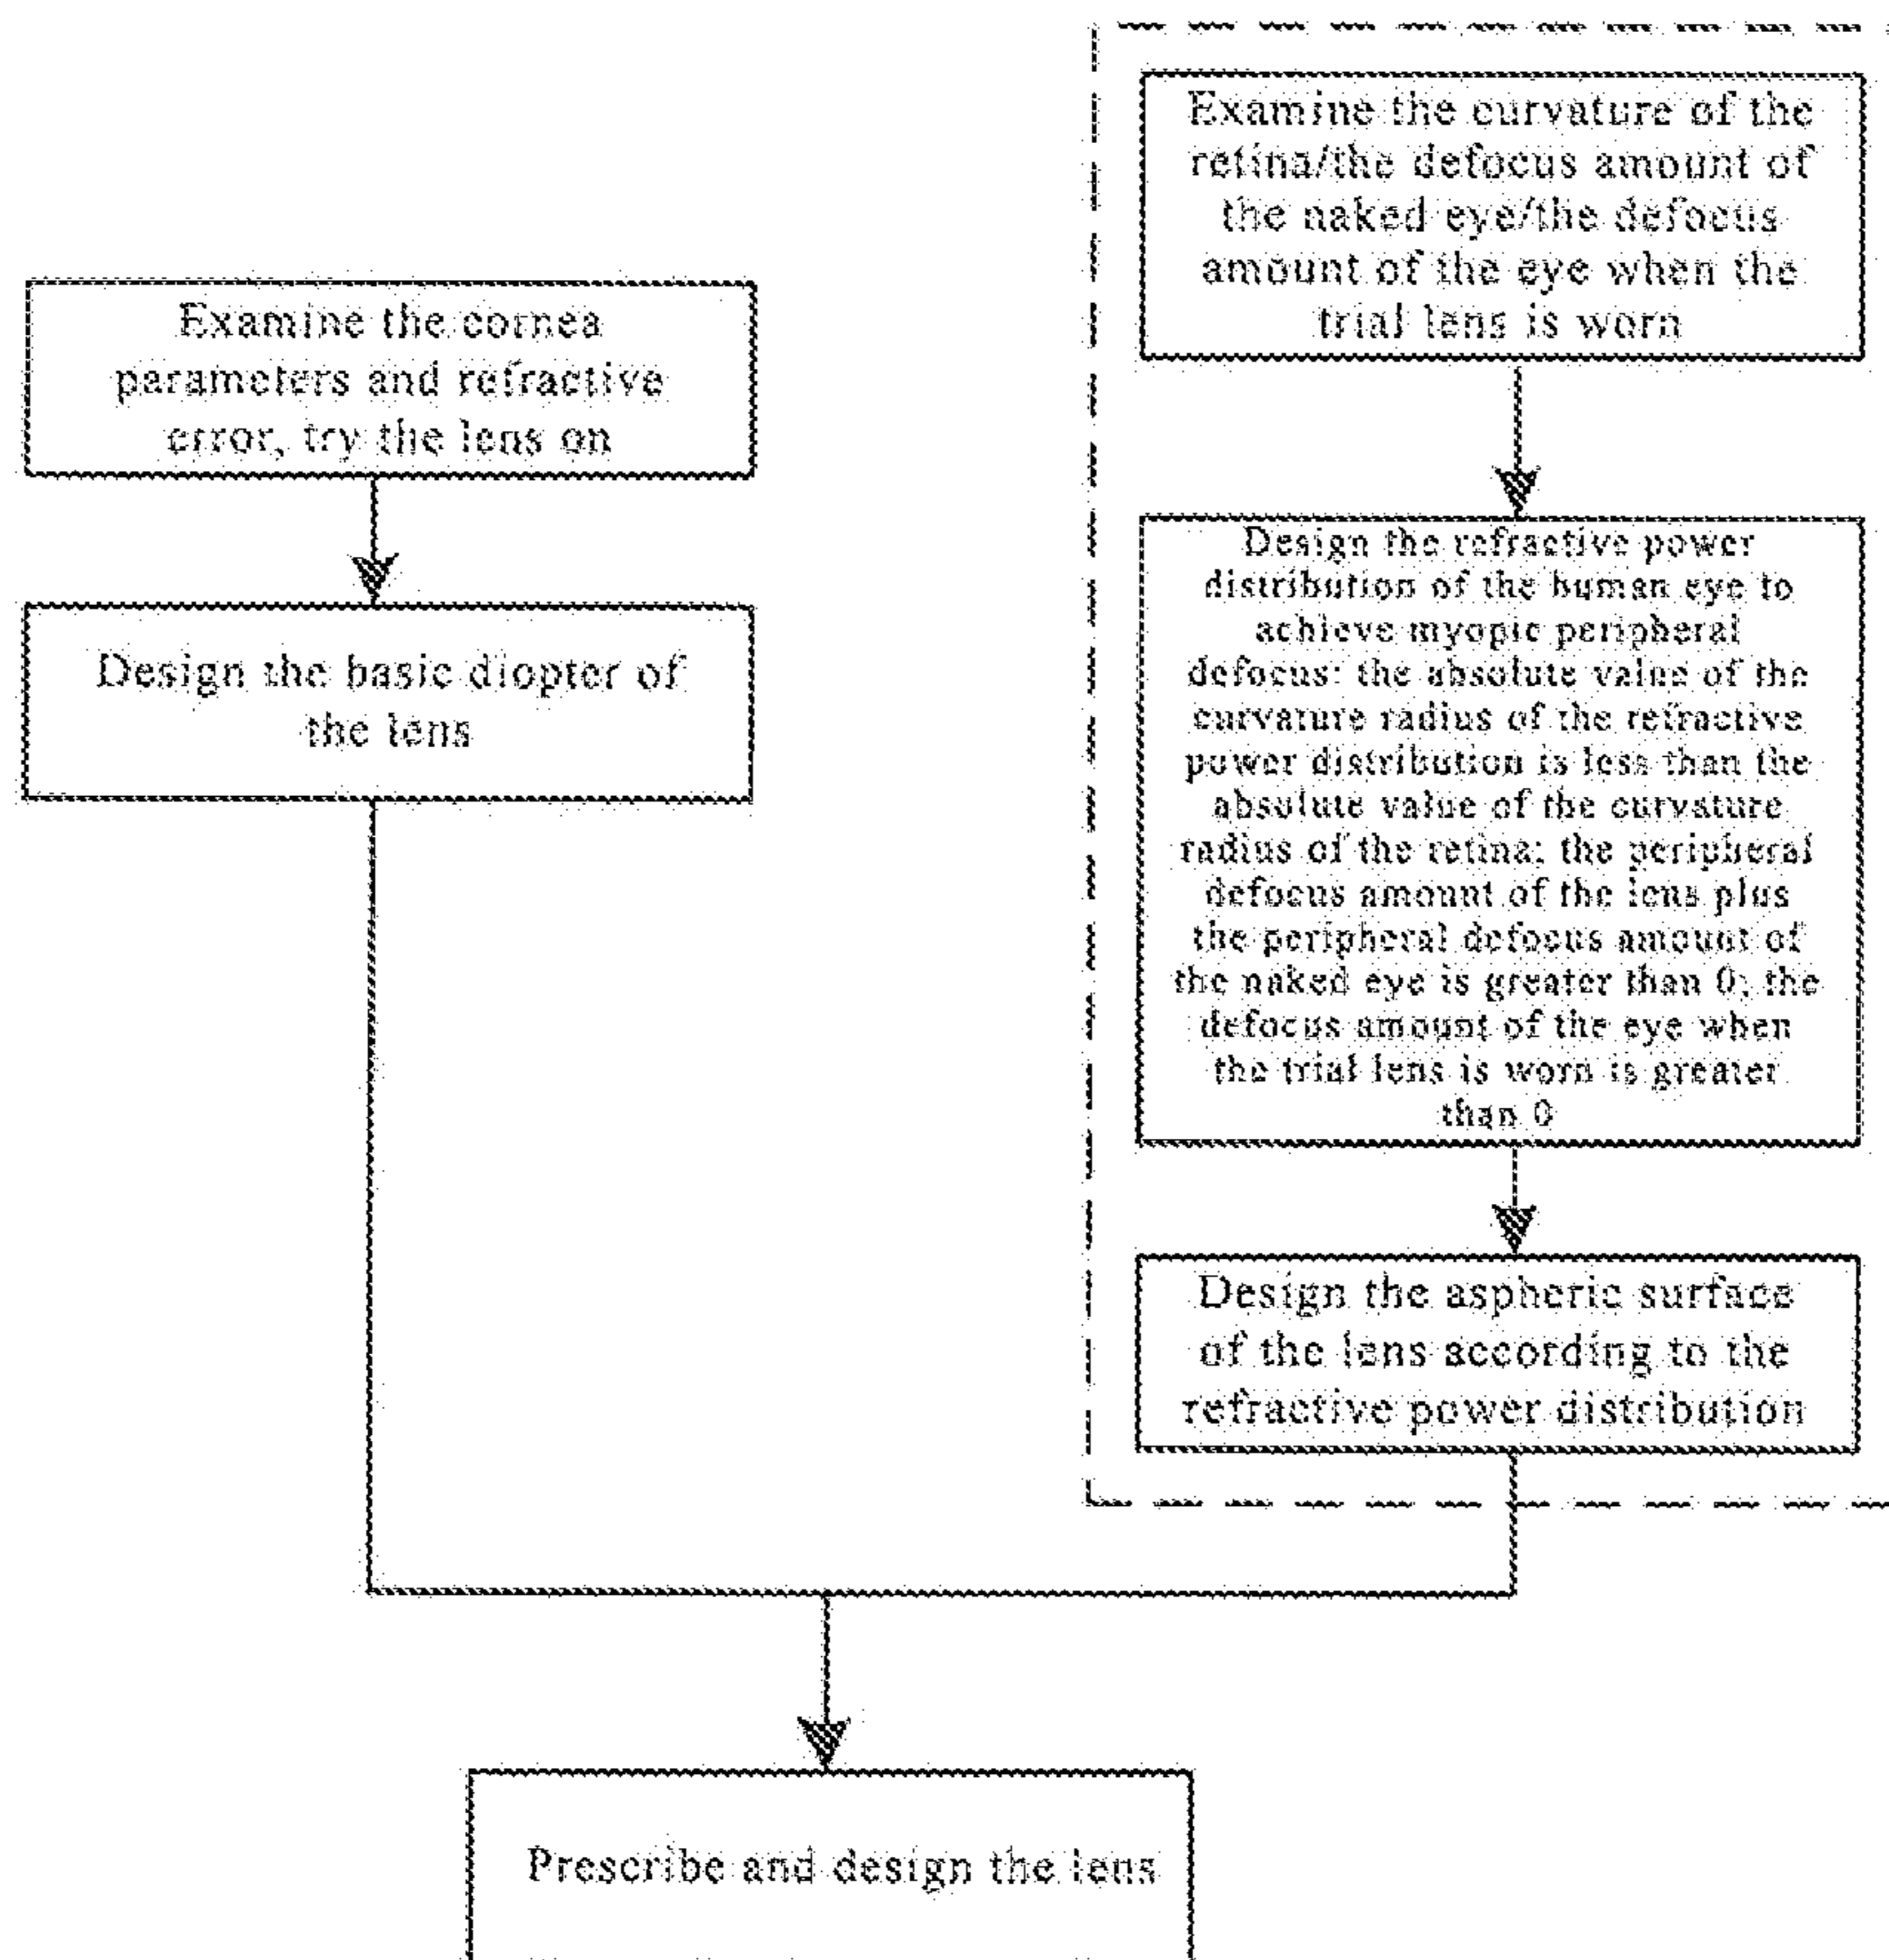 Examine the cornea
parameters and refractive
error, try the lens on
Design the basic diopter of
the lens
Examine the curvature of the
retina/the defocus amount of
the naked eye/the defocus
amount of the eye when the
trial lens is worn
Design the refractive power
distribution of the human eye to
achieve myopic peripheral
defocus: the absolute value of the
curvature radius of the refractive
power distribution is less than the
absolute value of the curvature
radius of the retina; the peripheral
defocus amount of the lens plus
the peripheral defocus amount of
the naked eye is greater than 0; the
defocus amount of the eye when
the trial lens is worn is greater
than 0
Design the aspheric surface
of the lens according to the
refractive power distribution
Prescribe and design the lens